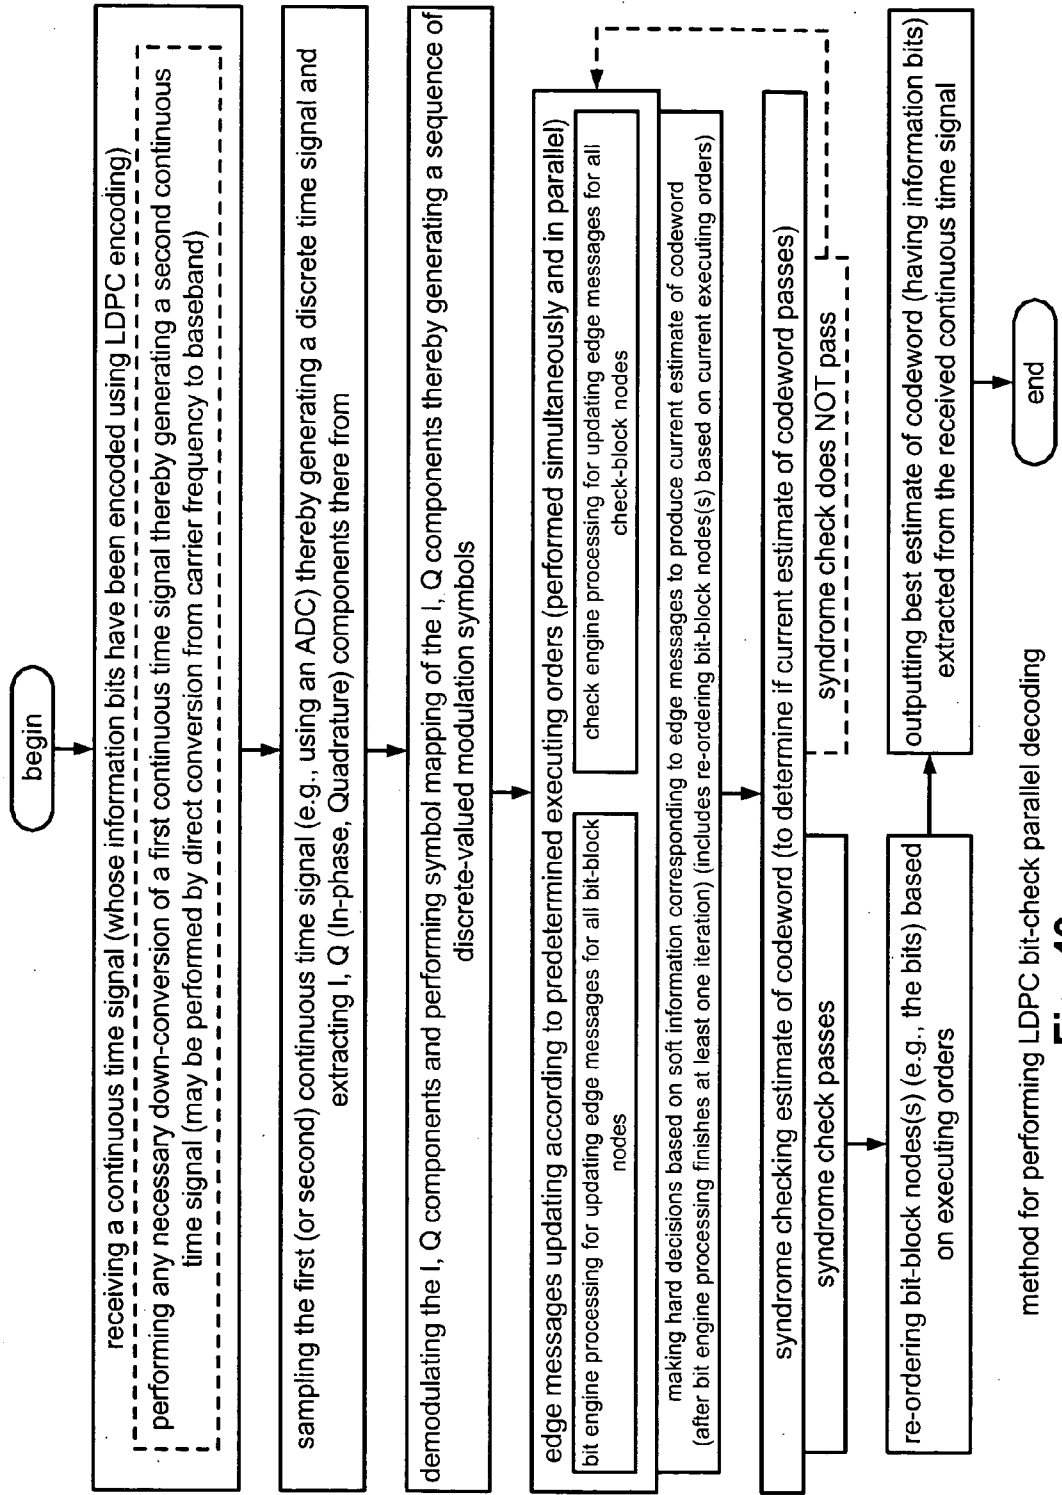 begin
receiving a continuous time signal (whose information bits have been encoded using LDPC encoding)
performing any necessary down-conversion of a first continuous time signal thereby generating a second continuous
time signal (may be performed by direct conversion from carrier frequency to baseband)
sampling the first (or second) continuous time signal (e.g., using an ADC) thereby generating a discrete time signal and
extracting I, Q (In-phase, Quadrature) components there from
demodulating the I, Q components and performing symbol mapping of the I, Q components thereby generating a sequence of
discrete-valued modulation symbols
edge messages updating according to predetermined executing orders (performed simultaneously and in parallel)
bit engine processing for updating edge messages for all bit-block
nodes
check engine processing for updating edge messages for all
check-block nodes
making hard decisions based on soft information corresponding to edge messages to produce current estimate of codeword
(after bit engine processing finishes at least one iteration) (includes re-ordering bit-block nodes(s) based on current executing orders)
syndrome checking estimate of codeword (to determine if current estimate of codeword passes)
syndrome check passes
syndrome check does NOT pass
re-ordering bit-block nodes(s) (e.g., the bits) based
on executing orders
outputting best estimate of codeword (having information bits)
extracted from the received continuous time signal
end
method for performing LDPC bit-check parallel decoding